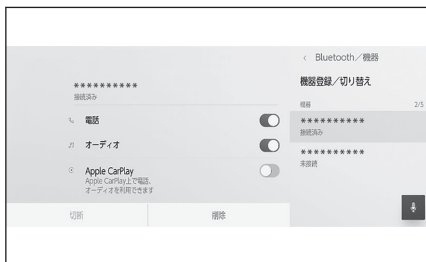 **********
接続済み
電話
オーディオ
Apple CarPlay
Apple CarPlay上で電話、
オーディオを利用できます
切断
削除
< Bluetooth／機器
機器登録／切り替え
機器 2/5
**********
接続済み
**********
未接続